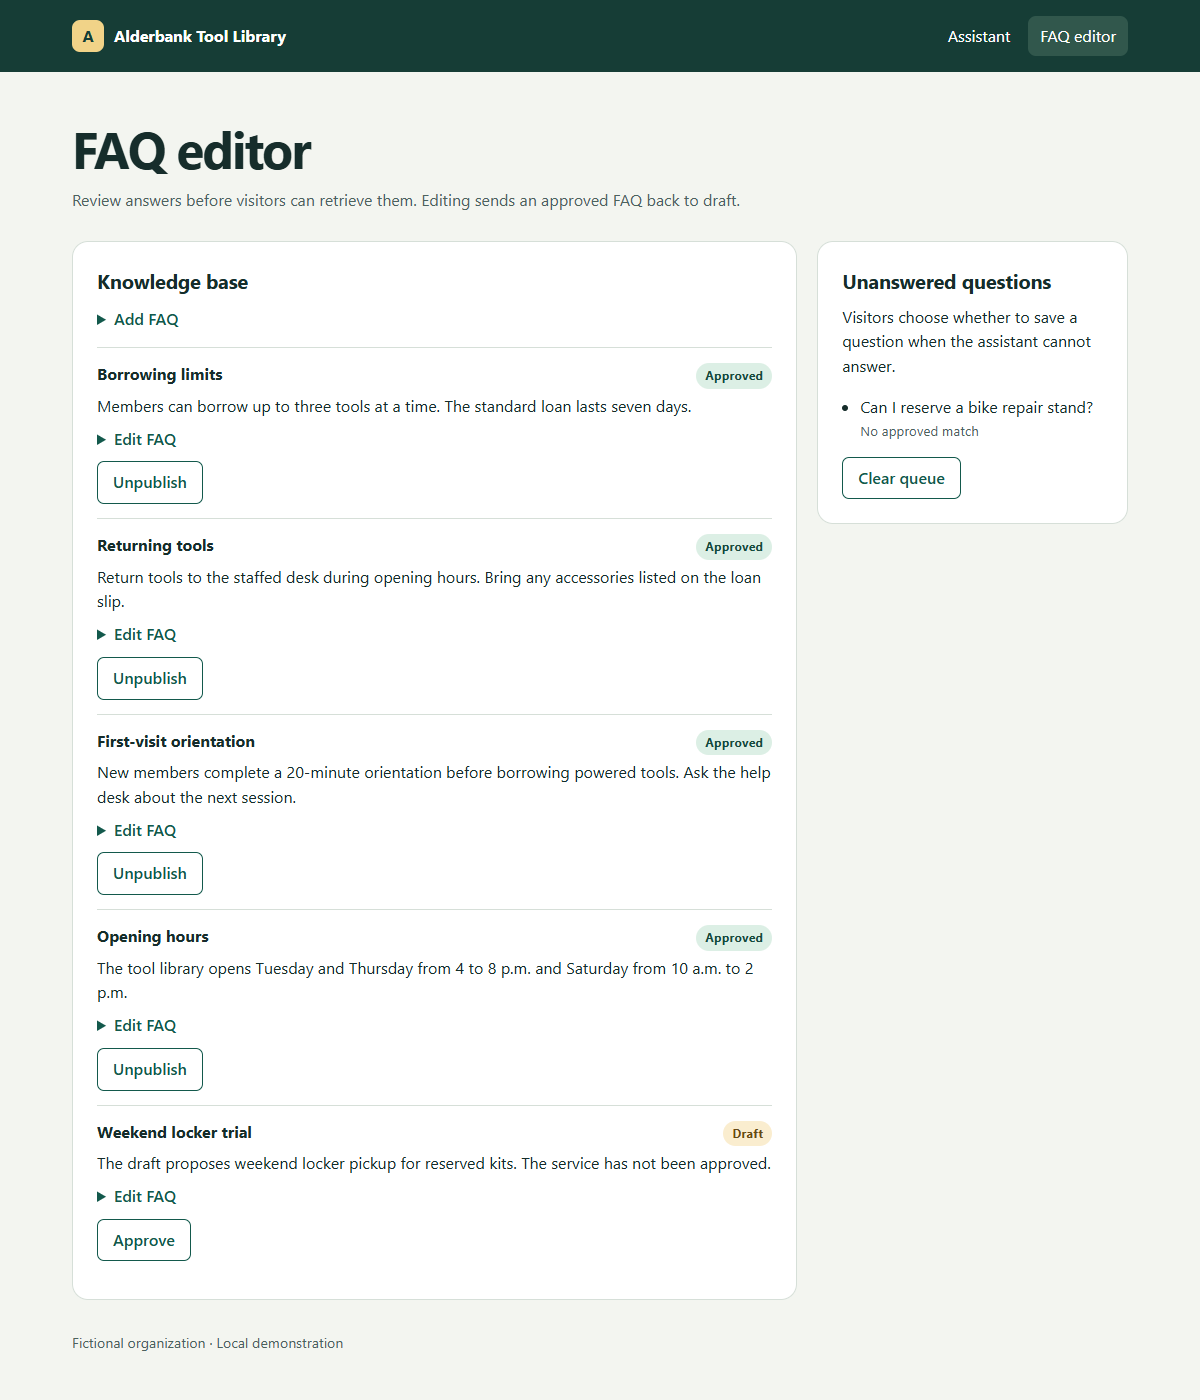 A
Alderbank Tool Library
Assistant
FAQ editor
FAQ editor
Review answers before visitors can retrieve them. Editing sends an approved FAQ back to draft.
Knowledge base
Add FAQ
Borrowing limits
Approved
Members can borrow up to three tools at a time. The standard loan lasts seven days.
Edit FAQ
Unpublish
Returning tools
Approved
Return tools to the staffed desk during opening hours. Bring any accessories listed on the loan
slip.
Edit FAQ
Unpublish
First-visit orientation
Approved
New members complete a 20-minute orientation before borrowing powered tools. Ask the help
desk about the next session.
Edit FAQ
Unpublish
Opening hours
Approved
The tool library opens Tuesday and Thursday from 4 to 8 p.m. and Saturday from 10 a.m. to 2
p.m.
Edit FAQ
Unpublish
Weekend locker trial
Draft
The draft proposes weekend locker pickup for reserved kits. The service has not been approved.
Edit FAQ
Approve
Unanswered questions
Visitors choose whether to save a
question when the assistant cannot
answer.
Can I reserve a bike repair stand?
No approved match
Clear queue
Fictional organization · Local demonstration